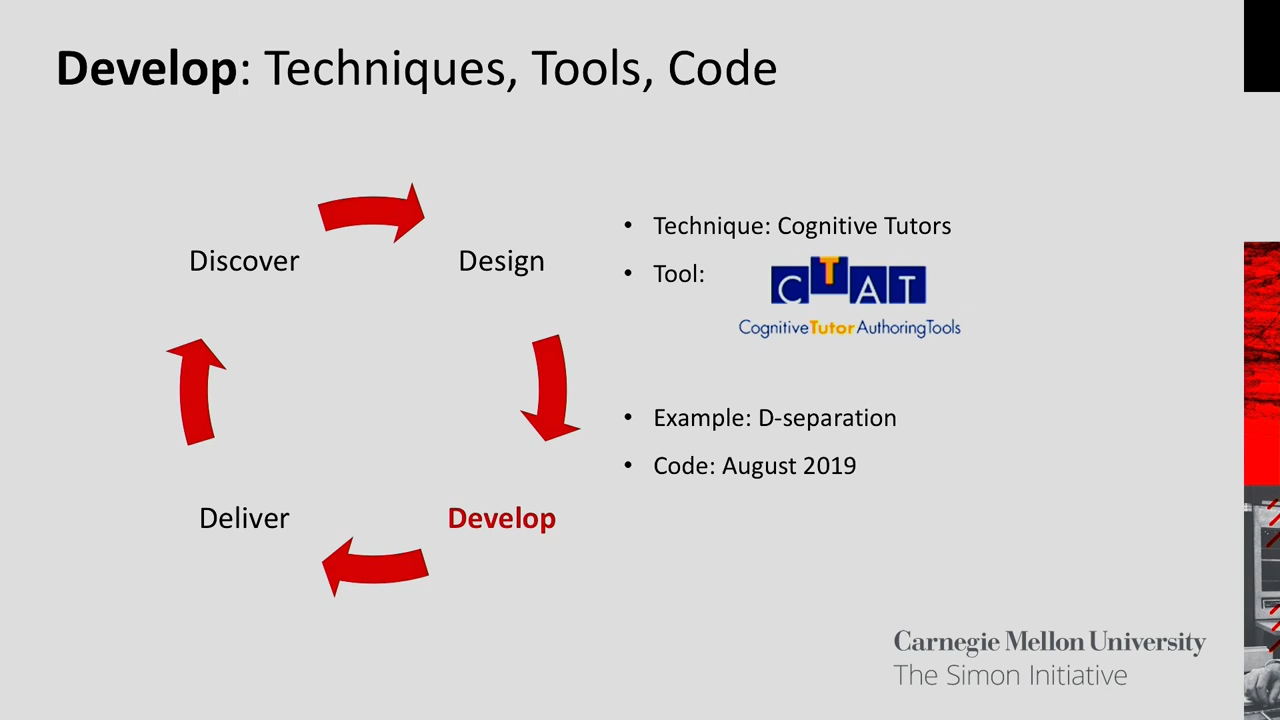 Develop: Techniques, Tools, Code
Discover
Design
Deliver
Develop
• Technique: Cognitive Tutors
• Tool:
CTAT
CognitiveTutorAuthoringTools
• Example: D-separation
• Code: August 2019
Carnegie Mellon University
The Simon Initiative